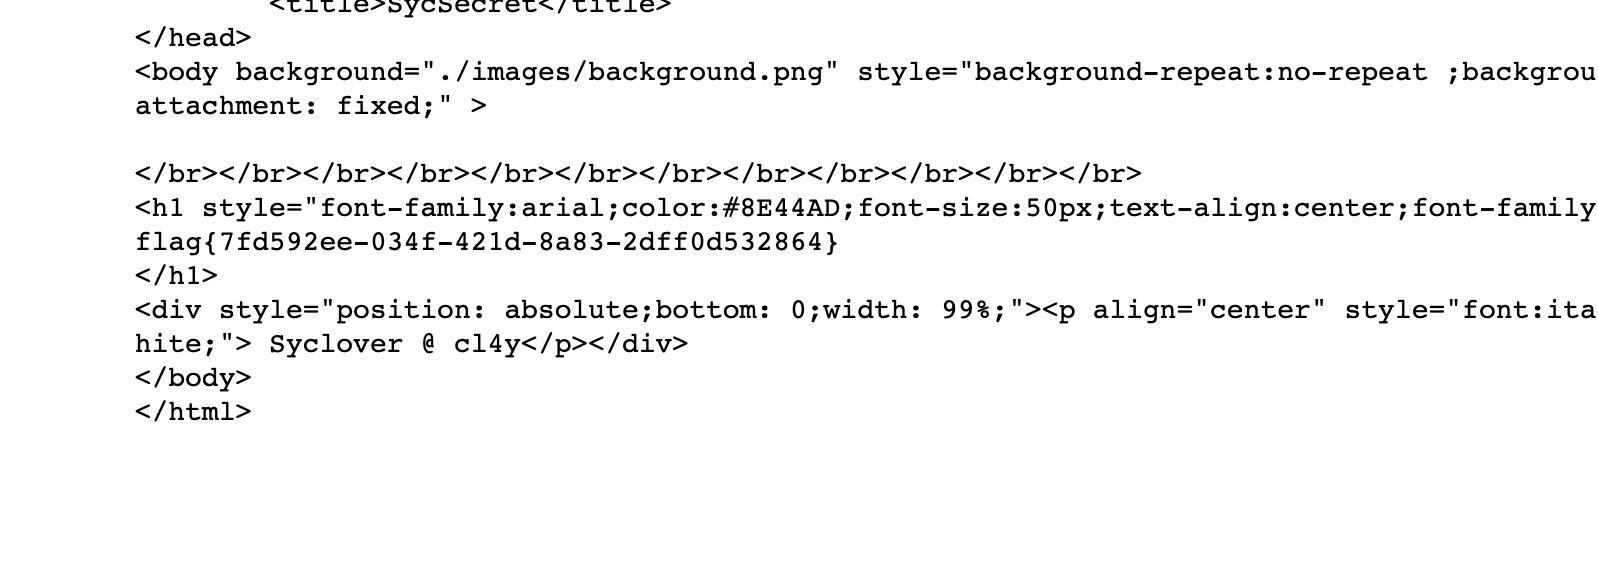 <title>SycSecret</title>
</head>
<body background="./images/background.png" style="background-repeat:no-repeat ;backgrou
attachment: fixed;" >
</br></br></br></br></br></br></br></br></br></br></br></br>
<h1 style="font-family:arial;color:#8E44AD;font-size:50px;text-align:center;font-family
flag{7fd592ee-034f-421d-8a83-2dff0d532864}
</h1>
<div style="position: absolute;bottom: 0;width: 99%;"><p align="center" style="font:ita
hite;"> Syclover @ cl4y</p></div>
</body>
</html>